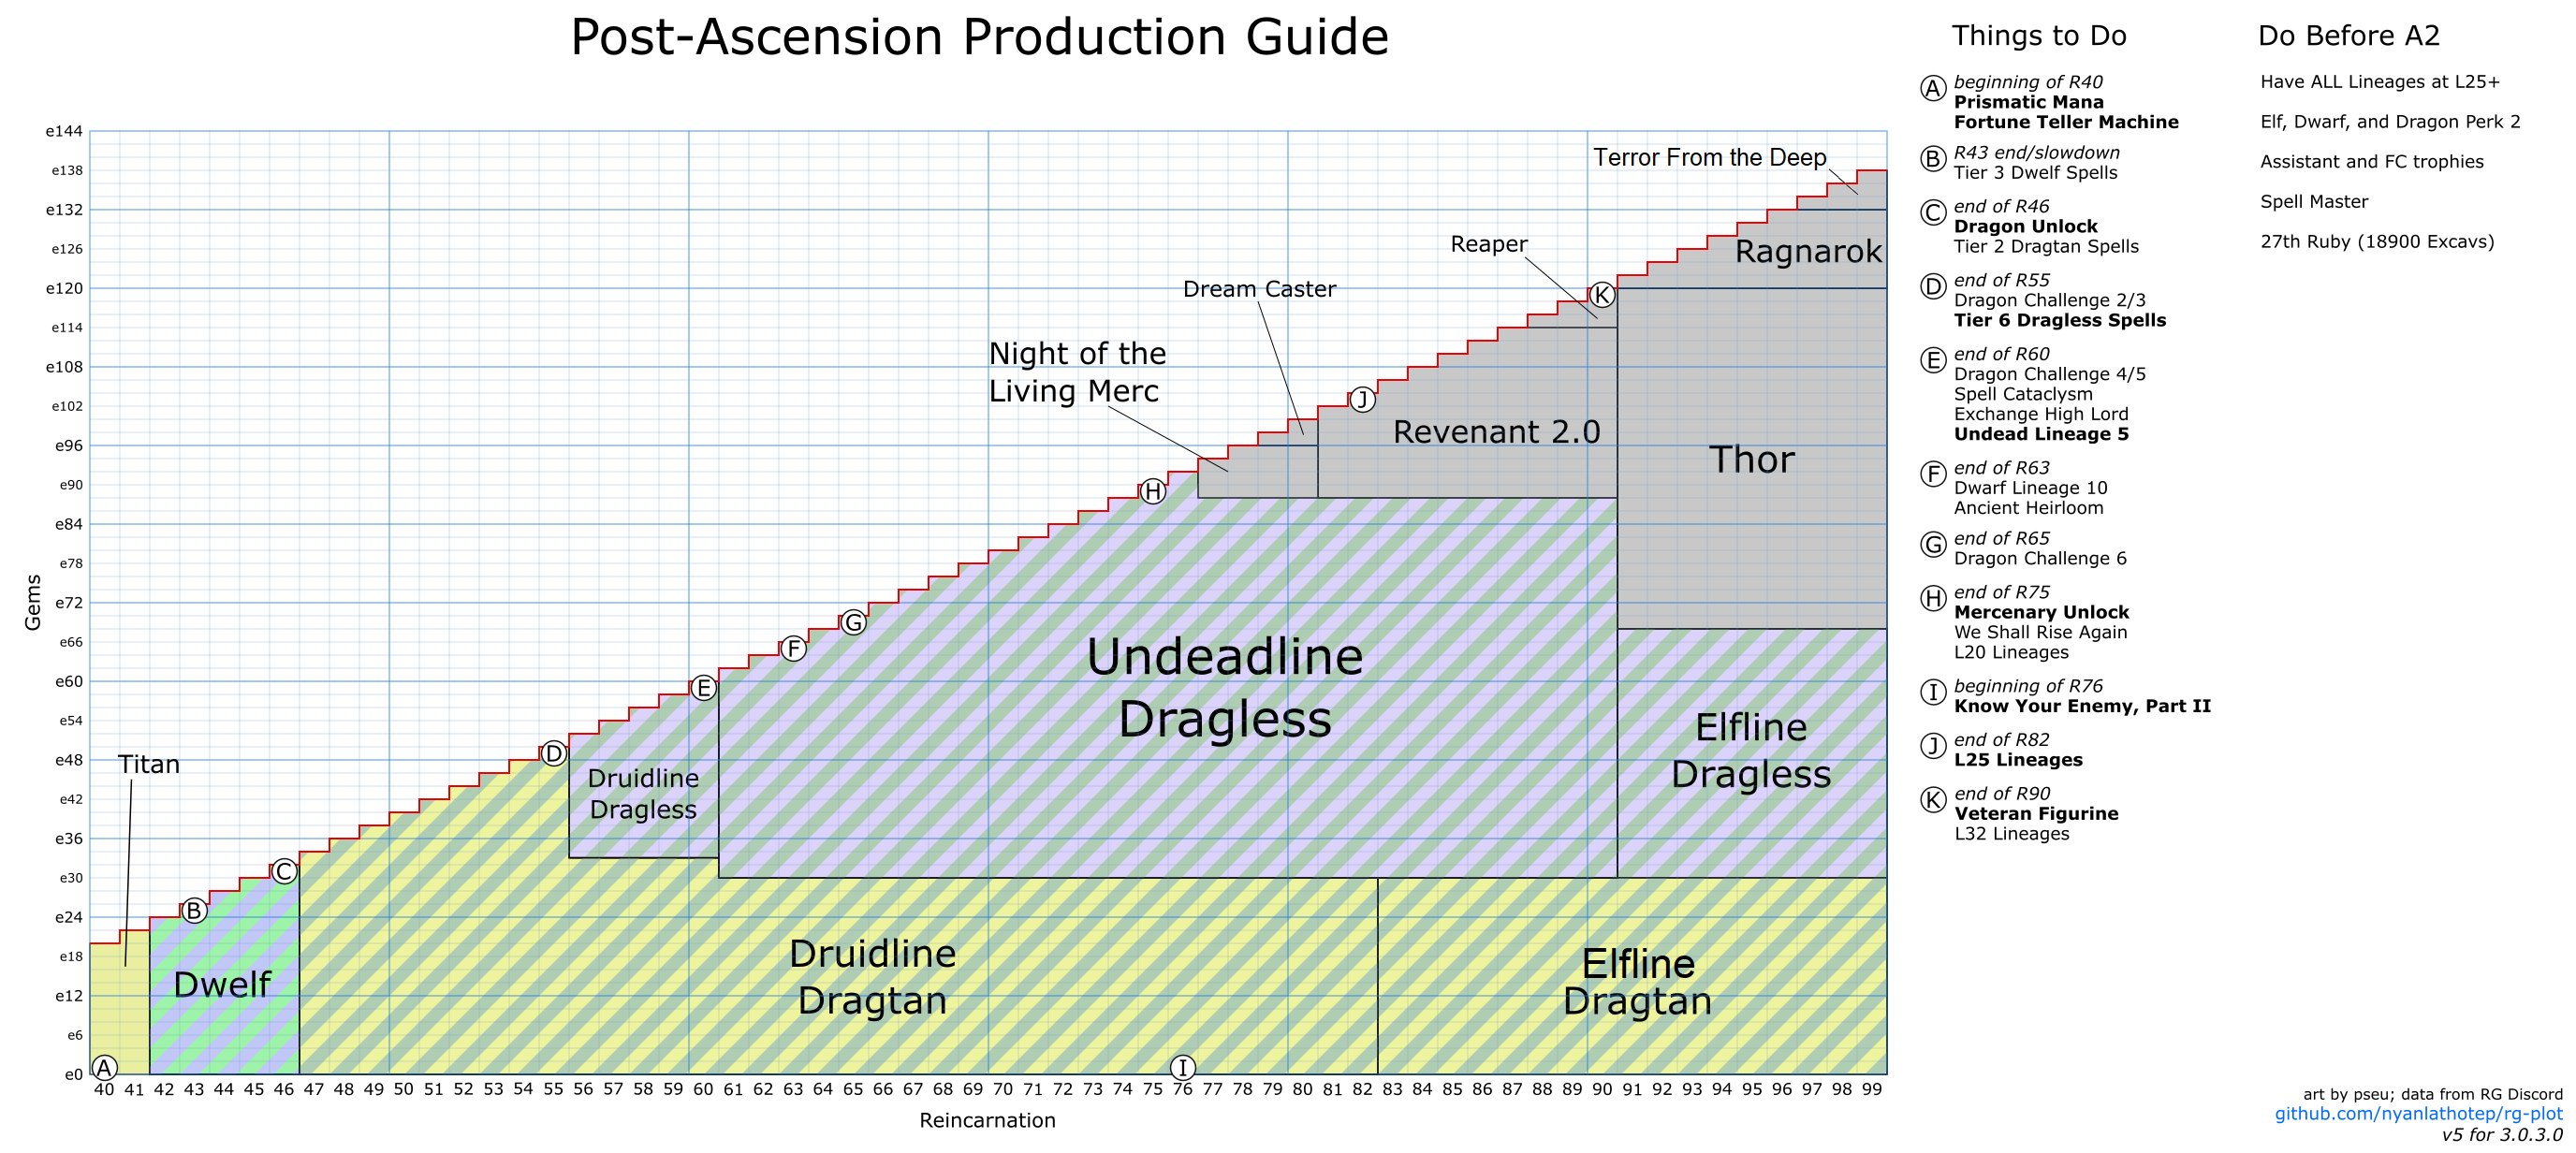 Post-Ascension Production Guide
Things to Do
Do Before A2
A beginning of R40
Prismatic Mana
Fortune Teller Machine
B R43 end/slowdown
Tier 3 Dwelf Spells
C end of R46
Dragon Unlock
Tier 2 Dragtan Spells
D end of R55
Dragon Challenge 2/3
Tier 6 Dragless Spells
E end of R60
Dragon Challenge 4/5
Spell Cataclysm
Exchange High Lord
Undead Lineage 5
F end of R63
Dwarf Lineage 10
Ancient Heirloom
G end of R65
Dragon Challenge 6
H end of R75
Mercenary Unlock
We Shall Rise Again
L20 Lineages
I beginning of R76
Know Your Enemy, Part II
J end of R82
L25 Lineages
K end of R90
Veteran Figurine
L32 Lineages
Have ALL Lineages at L25+
Elf, Dwarf, and Dragon Perk 2
Assistant and FC trophies
Spell Master
27th Ruby (18900 Excavs)
Gems
e144
e138
e132
e126
e120
e114
e108
e102
e96
e90
e84
e78
e72
e66
e60
e54
e48
e42
e36
e30
e24
e18
e12
e6
e0
Terror From the Deep
Ragnarok
Reaper
K
Dream Caster
Night of the
Living Merc
J
Revenant 2.0
Thor
H
G
F
E
Undeadline
Dragless
D
Elfline
Dragless
Titan
Druidline
Dragless
C
B
Dwelf
Druidline
Dragtan
Elfline
Dragtan
A
I
40 41 42 43 44 45 46 47 48 49 50 51 52 53 54 55 56 57 58 59 60 61 62 63 64 65 66 67 68 69 70 71 72 73 74 75 76 77 78 79 80 81 82 83 84 85 86 87 88 89 90 91 92 93 94 95 96 97 98 99
Reincarnation
art by pseu; data from RG Discord
github.com/nyanlathotep/rg-plot
v5 for 3.0.3.0